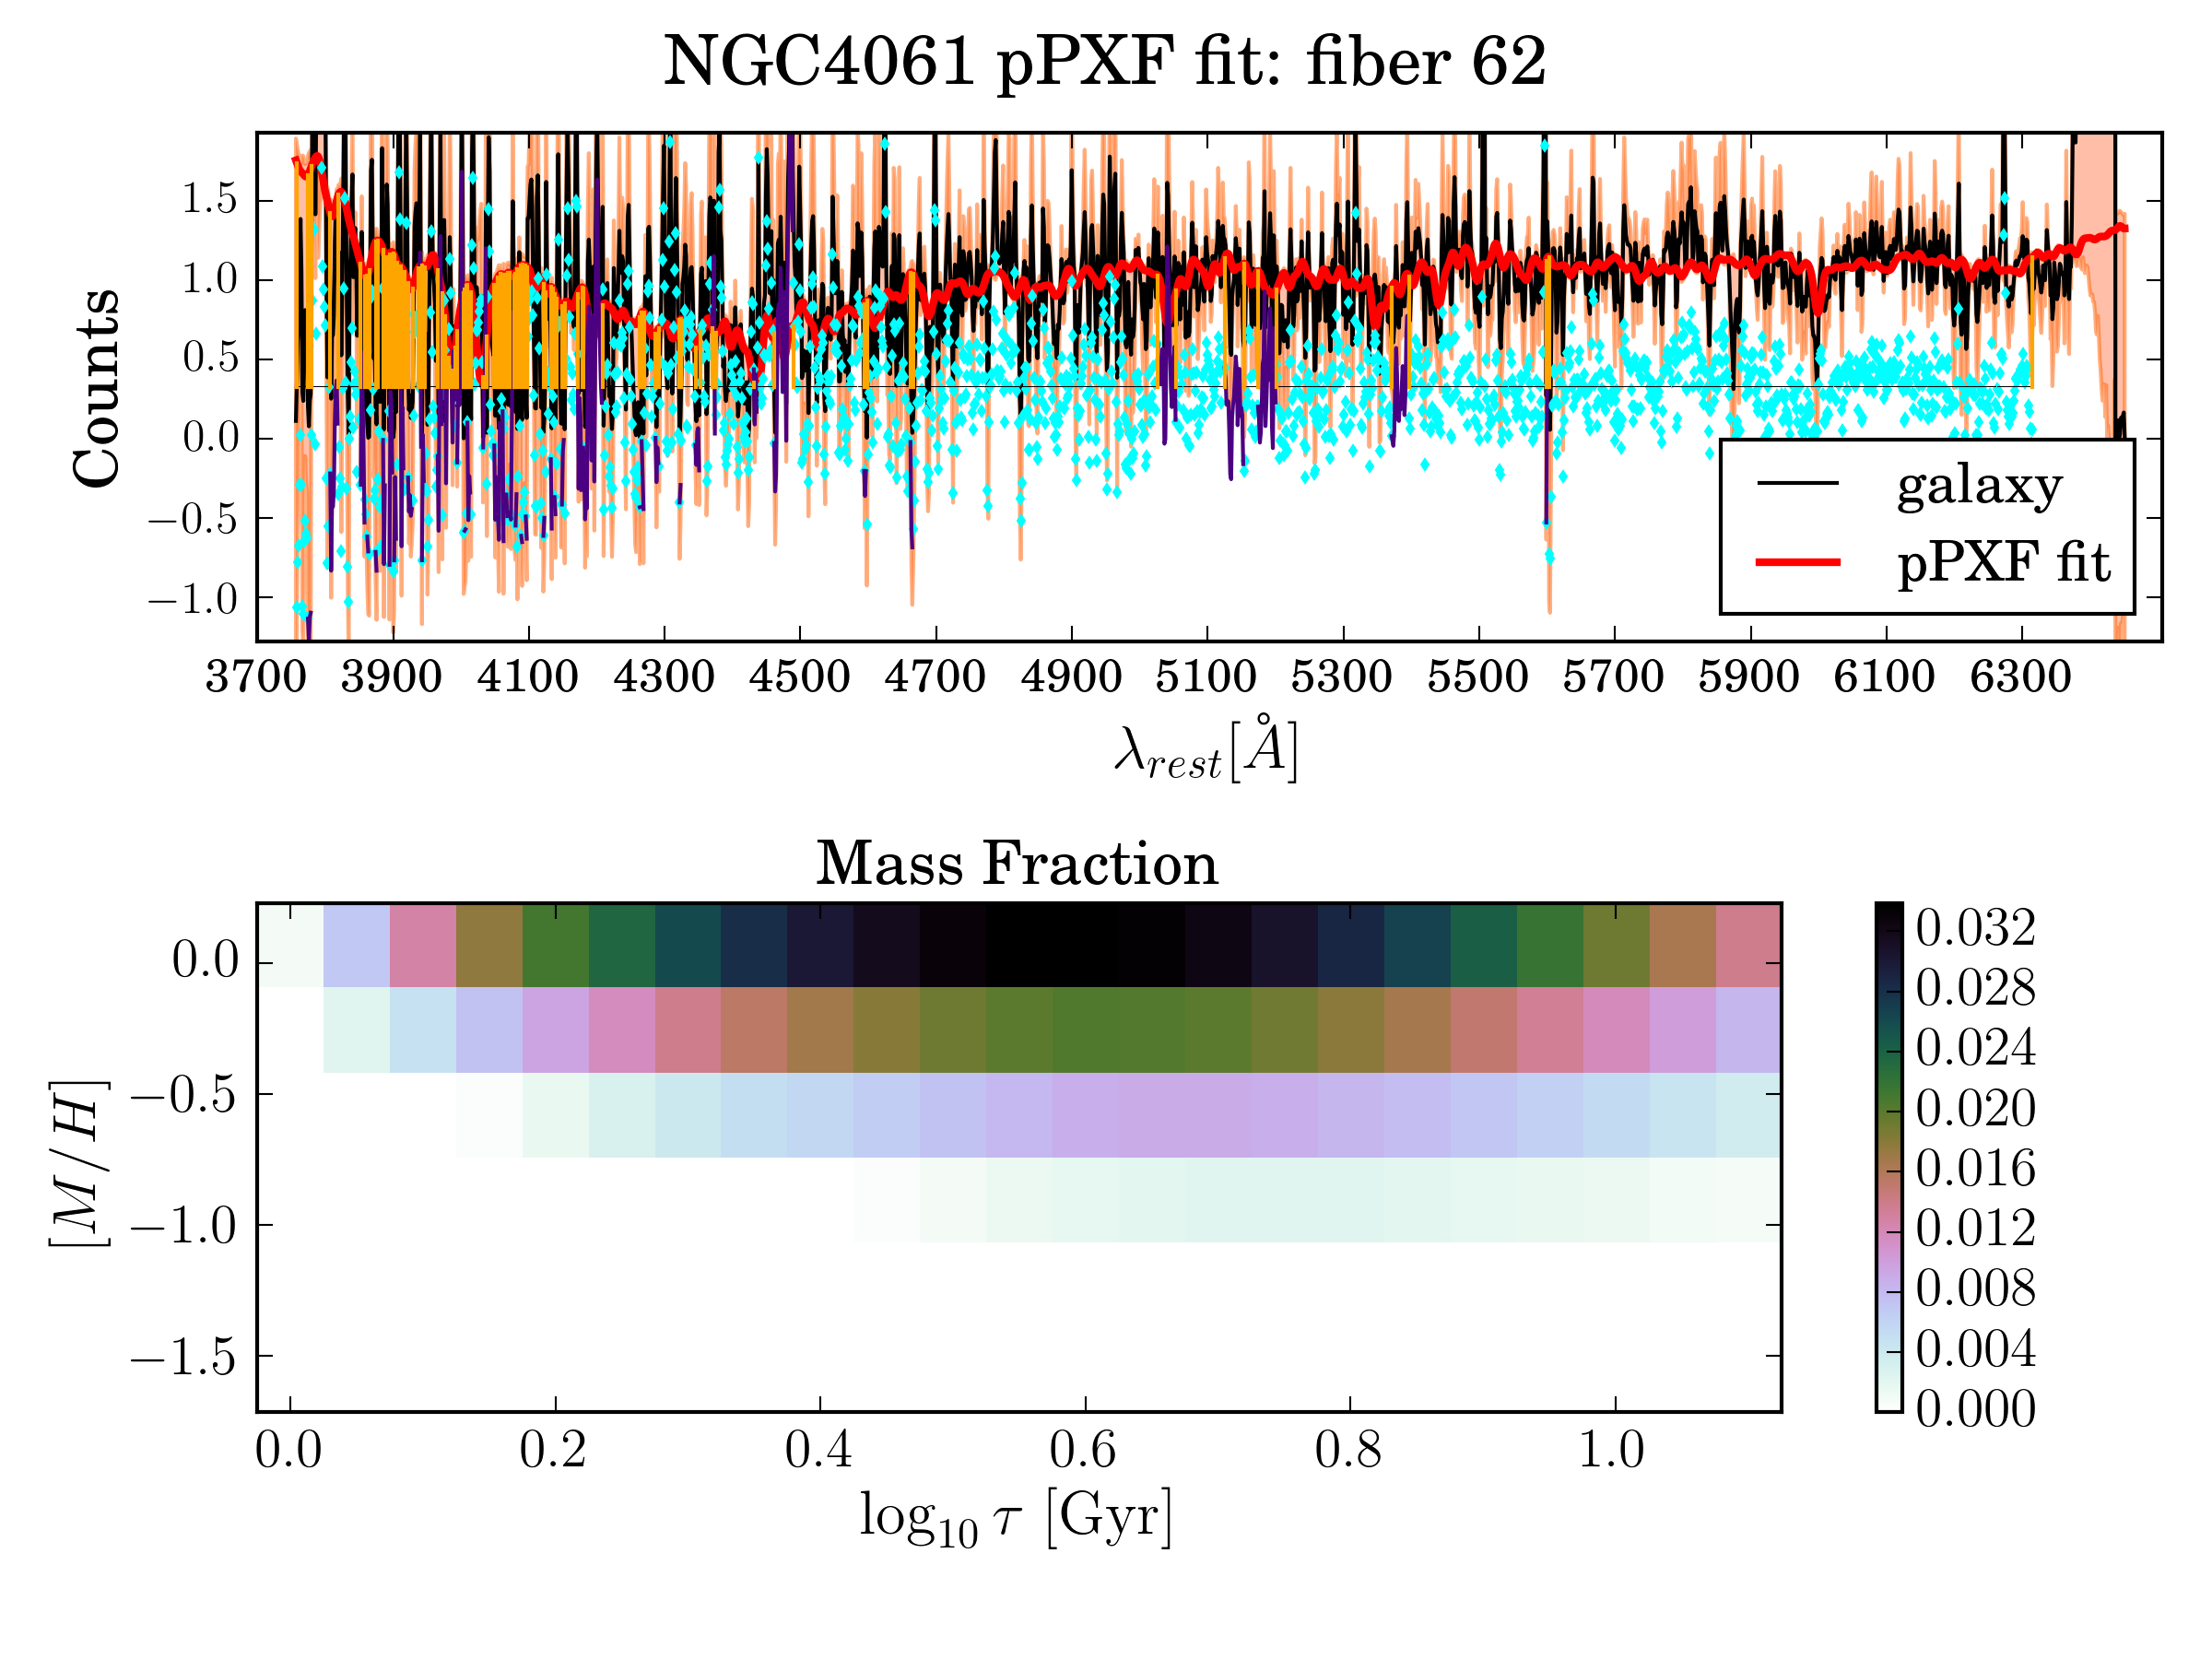 NGC4061 pPXF fit: fiber 62
Counts
1.5
1.0
0.5
0.0
−0.5
−1.0
galaxy
pPXF fit
3700 3900 4100 4300 4500 4700 4900 5100 5300 5500 5700 5900 6100 6300
λrest[Å]
Mass Fraction
[M/H]
0.0
−0.5
−1.0
−1.5
0.032
0.028
0.024
0.020
0.016
0.012
0.008
0.004
0.000
0.0 0.2 0.4 0.6 0.8 1.0
log10 τ [Gyr]